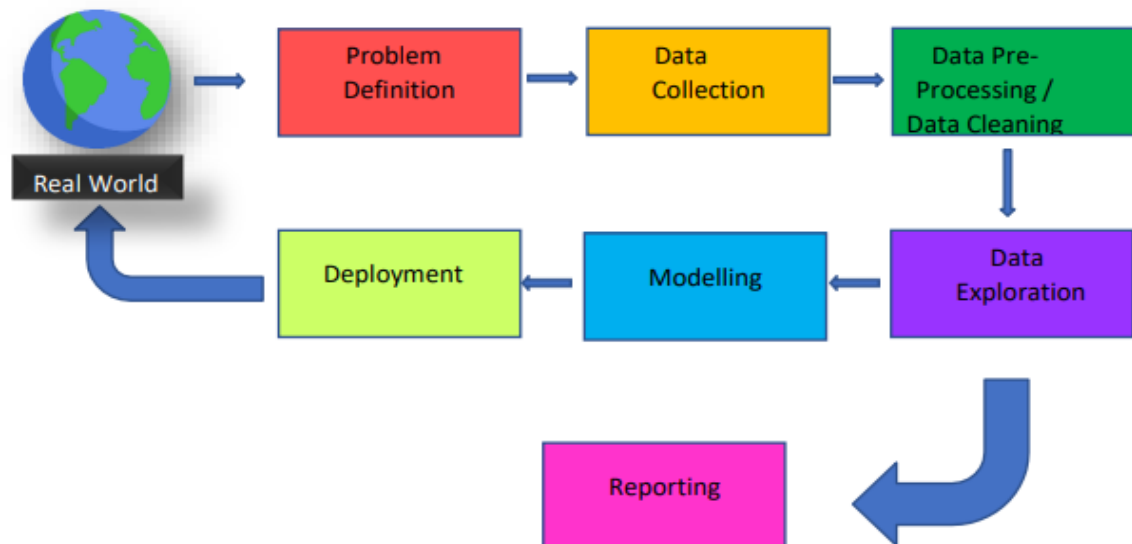 Problem
Definition
Data
Collection
Data Pre-
Processing /
Data Cleaning
Real World
Deployment
Modelling
Data
Exploration
Reporting